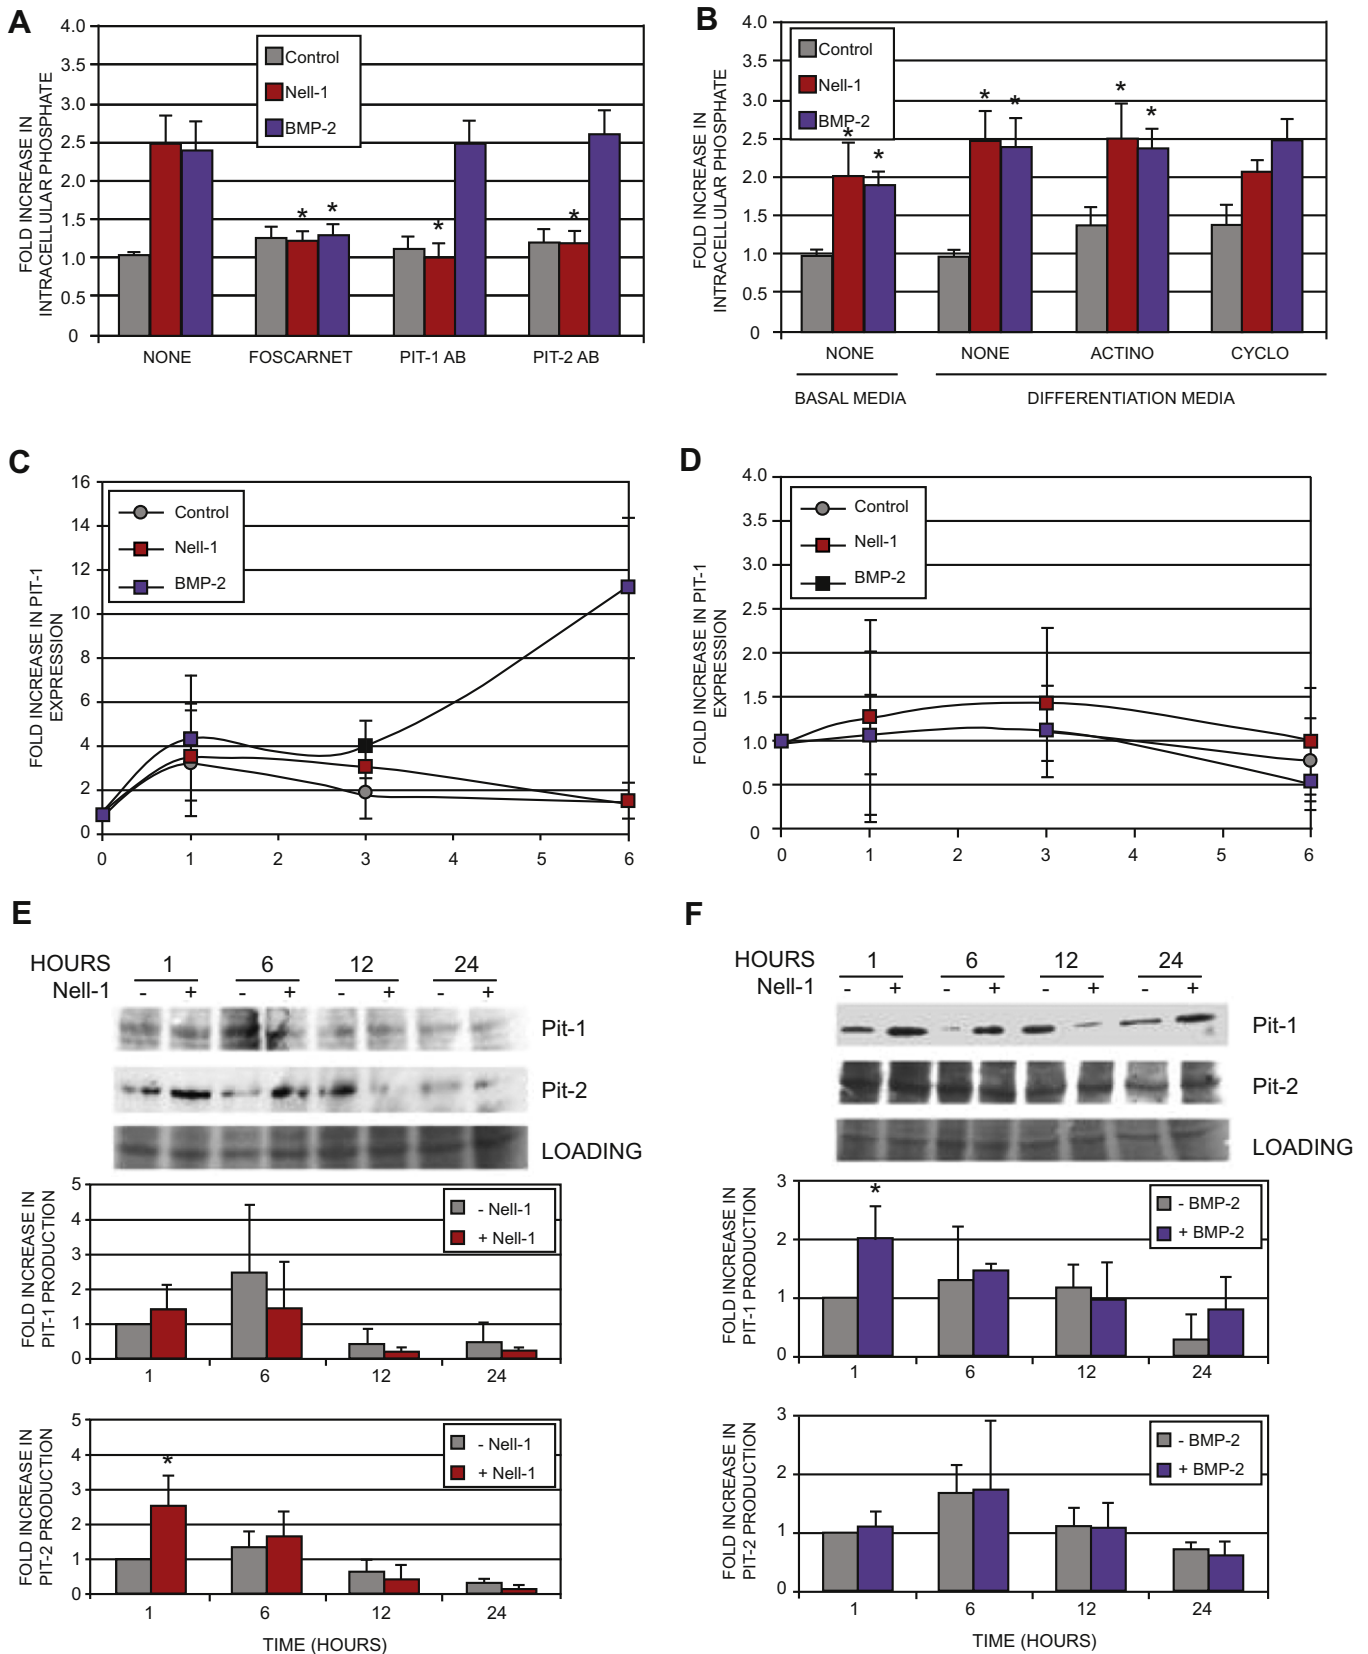 A
4.0
3.5
3.0
2.5
2.0
1.5
1.0
0.5
0
FOLD INCREASE IN
INTRACELLULAR PHOSPHATE
Control
Nell-1
BMP-2
* * * *
NONE FOSCARNET PIT-1 AB PIT-2 AB
B
4.0
3.5
3.0
2.5
2.0
1.5
1.0
0.5
0
FOLD INCREASE IN
INTRACELLULAR PHOSPHATE
Control
Nell-1
BMP-2
* * * * * *
NONE NONE ACTINO CYCLO
BASAL MEDIA DIFFERENTIATION MEDIA
C
16
14
12
10
8
6
4
2
0
FOLD INCREASE IN PIT-1
EXPRESSION
Control
Nell-1
BMP-2
0 1 2 3 4 5 6
D
4.0
3.5
3.0
2.5
2.0
1.5
1.0
0.5
0
FOLD INCREASE IN PIT-1
EXPRESSION
Control
Nell-1
BMP-2
0 1 2 3 4 5 6
E
HOURS 1 6 12 24
Nell-1 - + - + - + - +
Pit-1
Pit-2
LOADING
5
4
3
2
1
0
FOLD INCREASE IN
PIT-1 PRODUCTION
- Nell-1
+ Nell-1
1 6 12 24
5
4
3
2
1
0
FOLD INCREASE IN
PIT-2 PRODUCTION
- Nell-1
+ Nell-1
*
1 6 12 24
TIME (HOURS)
F
HOURS 1 6 12 24
Nell-1 - + - + - + - +
Pit-1
Pit-2
LOADING
3
2
1
0
FOLD INCREASE IN
PIT-1 PRODUCTION
- BMP-2
+ BMP-2
*
1 6 12 24
3
2
1
0
FOLD INCREASE IN
PIT-2 PRODUCTION
- BMP-2
+ BMP-2
1 6 12 24
TIME (HOURS)